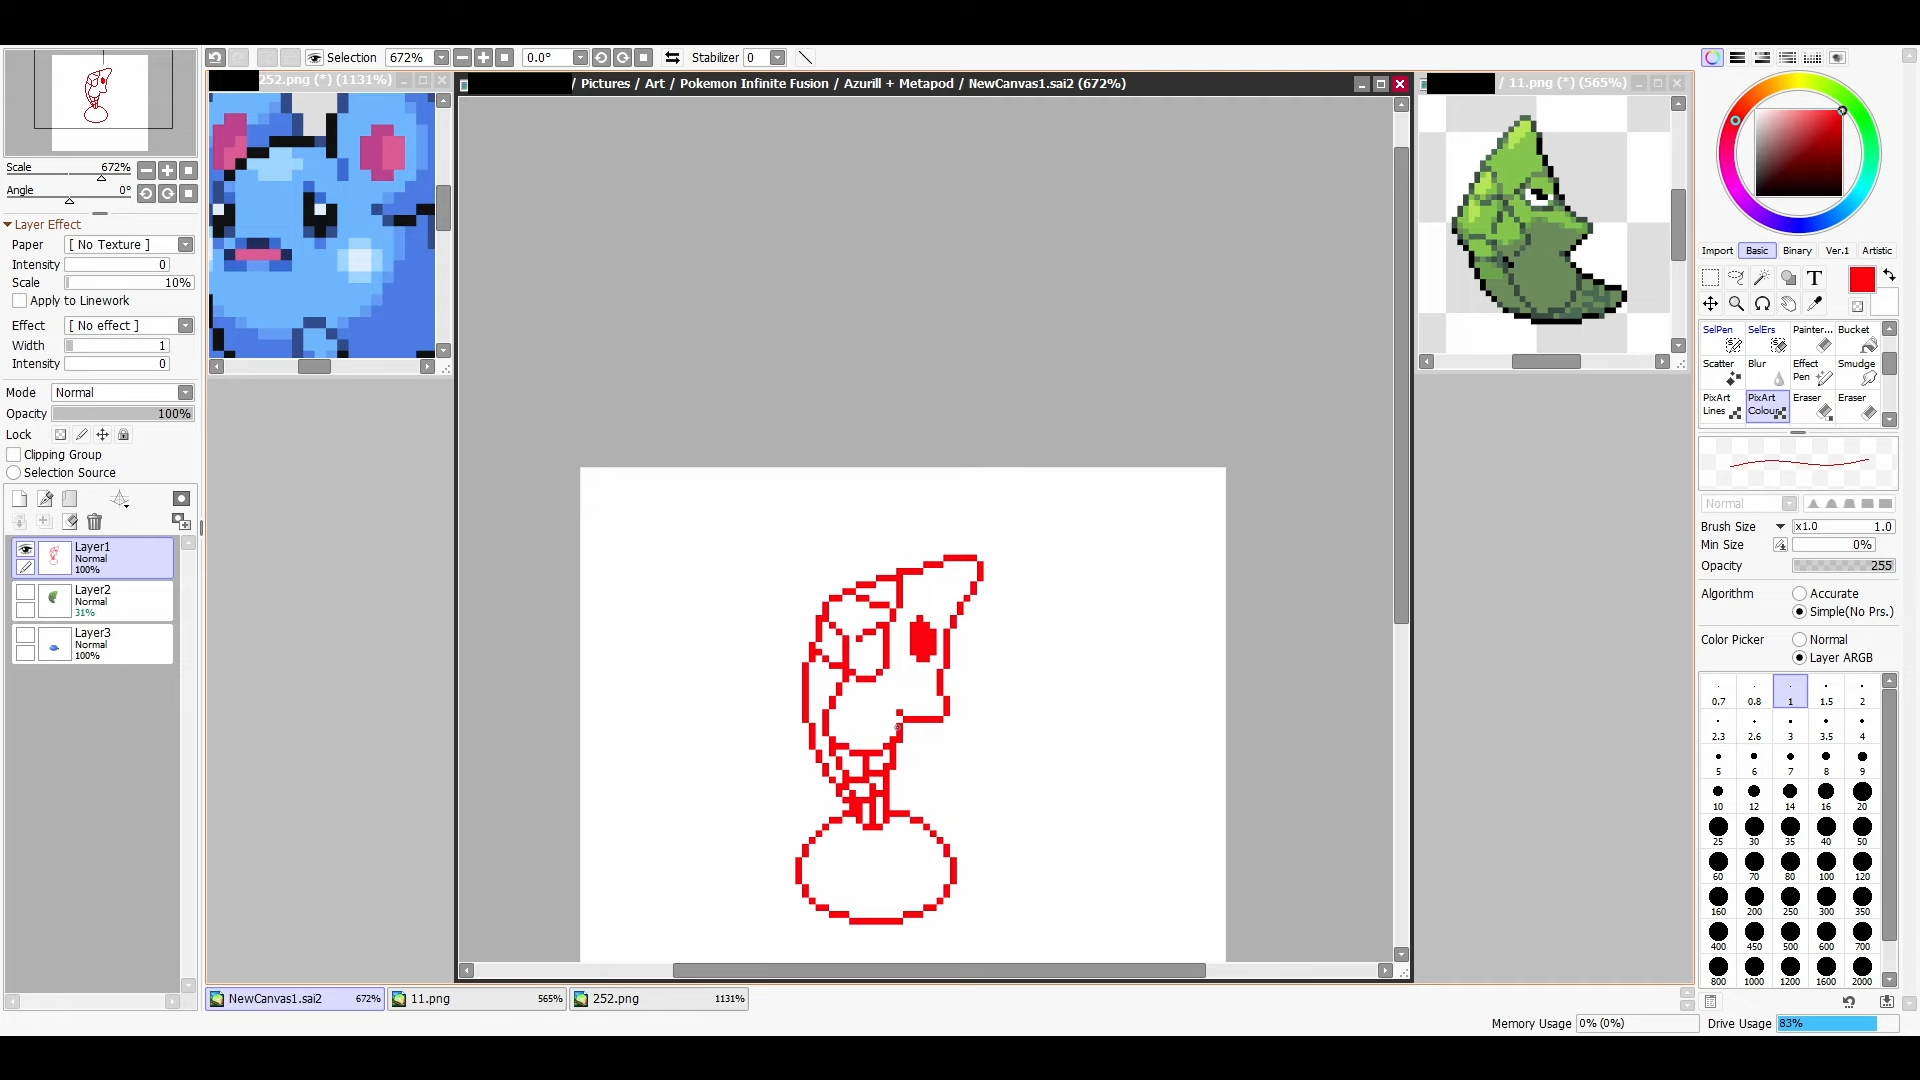 Selection 672% 0.0° Stabilizer 0
252.png (*) (1131%)
/ Pictures / Art / Pokemon Infinite Fusion / Azurill + Metapod / NewCanvas1.sai2 (672%)
/ 11.png (*) (565%)
Scale 672%
Angle 0°
Layer Effect
Paper [ No Texture ]
Intensity 0
Scale 10%
Apply to Linework
Effect [ No effect ]
Width 1
Intensity 0
Mode Normal
Opacity 100%
Lock
Clipping Group
Selection Source
Layer1
Normal
100%
Layer2
Normal
31%
Layer3
Normal
100%
NewCanvas1.sai2 672%
11.png 565%
252.png 1131%
Import Basic Binary Ver.1 Artistic
T
SelPen SelErs Painter... Bucket
Scatter Blur Effect Pen Smudge
PixArt Lines PixArt Colour Eraser Eraser
Normal
Brush Size x1.0 1.0
Min Size 0%
Opacity 255
Algorithm Accurate
Simple(No Prs.)
Color Picker Normal
Layer ARGB
0.7 0.8 1 1.5 2
2.3 2.6 3 3.5 4
5 6 7 8 9
10 12 14 16 20
25 30 35 40 50
60 70 80 100 120
160 200 250 300 350
400 450 500 600 700
800 1000 1200 1600 2000
Memory Usage 0% (0%) Drive Usage 83%